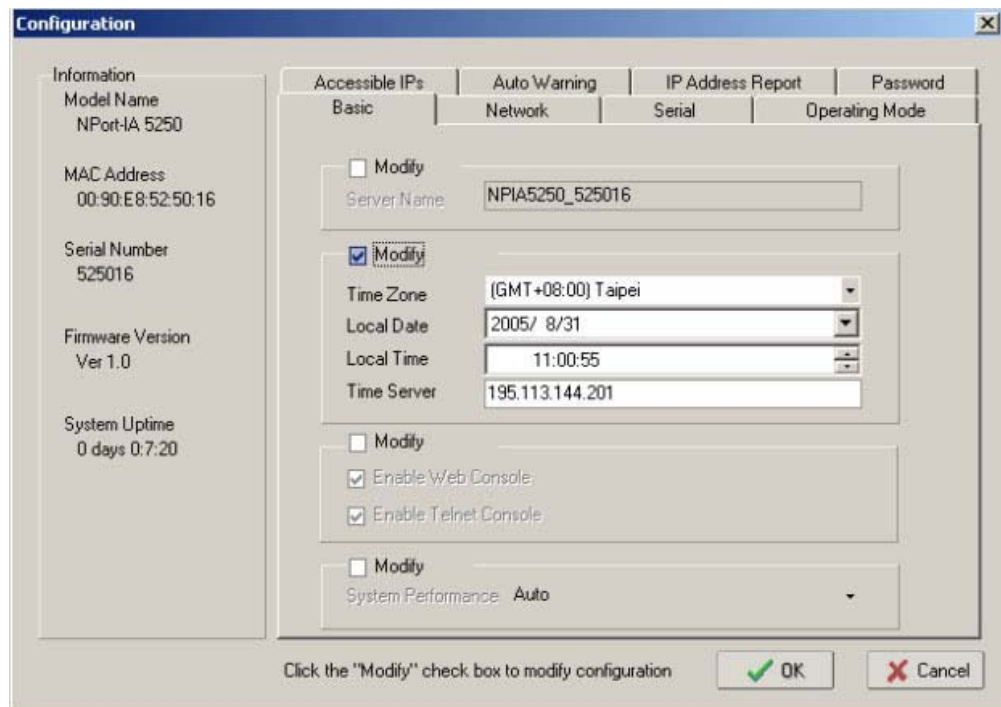 Configuration
Information
Model Name
NPort-IA 5250
MAC Address
00:90:E8:52:50:16
Serial Number
525016
Firmware Version
Ver 1.0
System Uptime
0 days 0:7:20
Accessible IPs
Auto Warning
IP Address Report
Password
Basic
Network
Serial
Operating Mode
Modify
Server Name
NPIA5250_525016
Modify
Time Zone
(GMT+08:00) Taipei
Local Date
2005/ 8/31
Local Time
11:00:55
Time Server
195.113.144.201
Modify
Enable Web Console
Enable Telnet Console
Modify
System Performance
Auto
Click the "Modify" check box to modify configuration
OK
Cancel